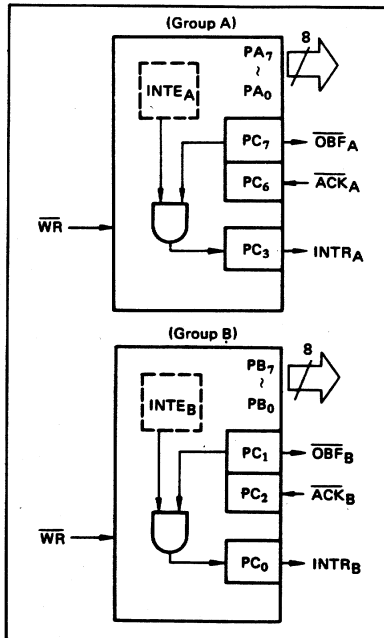 (Group A)
8
PA7
~
PA0
INTEA
PC7
OBFA
PC6
ACKA
WR
PC3
INTRA
(Group B)
8
PB7
~
PB0
INTEB
PC1
OBFB
PC2
ACKB
WR
PC0
INTRB